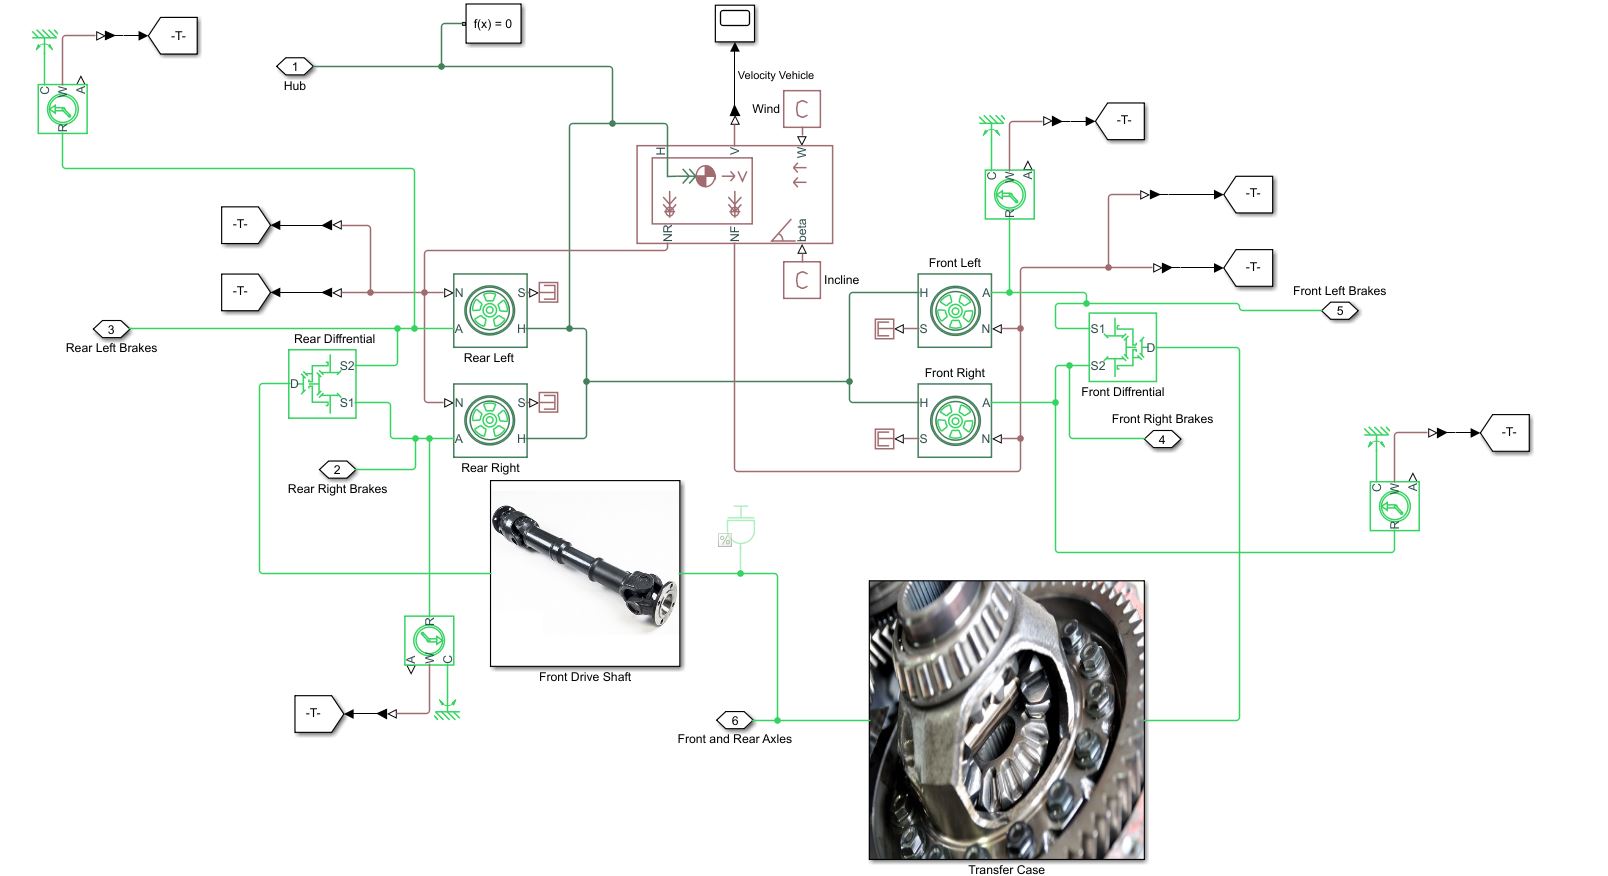 -T-
f(x) = 0
1
Hub
C
W
A
R
Velocity Vehicle
Wind
C
H
V
W
V
NR
NF
beta
C
Incline
-T-
-T-
C
W
A
R
-T-
-T-
-T-
N
S
A
H
Rear Left
3
Rear Left Brakes
Rear Diffrential
D
S2
S1
N
S
A
H
Rear Right
2
Rear Right Brakes
Front Left
H
A
S
N
Front Right
H
A
S
N
Front Left Brakes
5
S1
D
S2
Front Diffrential
Front Right Brakes
4
-T-
C
W
A
R
%
Front Drive Shaft
R
A
W
C
-T-
6
Front and Rear Axles
Transfer Case